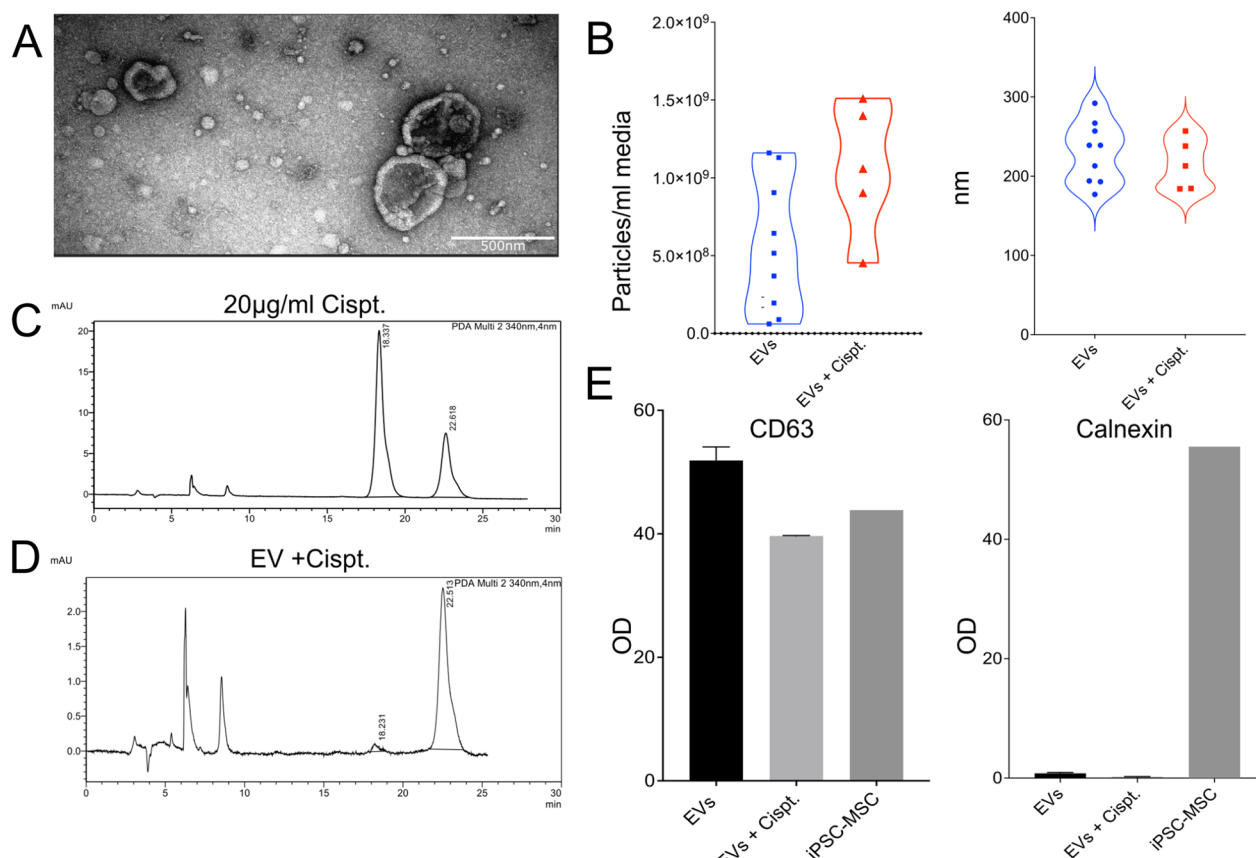 A
500nm
B
Particles/ml media
2.0×10⁹
1.5×10⁹
1.0×10⁹
5.0×10⁸
0.0
EVs
EVs + Cispt.
nm
400
300
200
100
0
EVs
EVs + Cispt.
C
mAU
20µg/ml Cispt.
PDA Multi 2 340nm,4nm
18.337
22.618
20
15
10
5
0
0 5 10 15 20 25 30
min
D
mAU
EV +Cispt.
PDA Multi 2 340nm,4nm
22.513
18.231
2.0
1.5
1.0
0.5
0.0
0 5 10 15 20 25 30
min
E
CD63
OD
60
40
20
0
EVs
EVs + Cispt.
iPSC-MSC
Calnexin
OD
60
40
20
0
EVs
EVs + Cispt.
iPSC-MSC